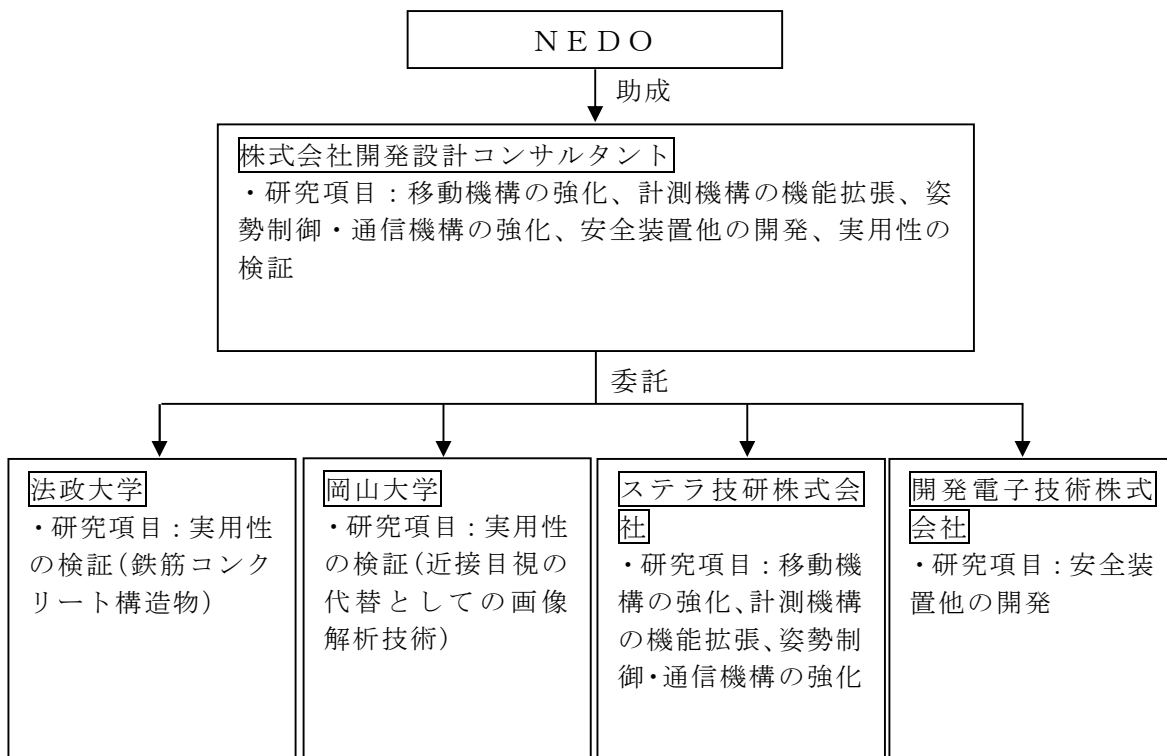 NEDO
助成
株式会社開発設計コンサルタント
・研究項目：移動機構の強化、計測機構の機能拡張、姿
勢制御・通信機構の強化、安全装置他の開発、実用性の
検証
委託
法政大学
・研究項目：実用性
の検証(鉄筋コンク
リート構造物)
岡山大学
・研究項目：実用性
の検証(近接目視の
代替としての画像
解析技術)
ステラ技研株式会
社
・研究項目：移動機
構の強化、計測機構
の機能拡張、姿勢制
御・通信機構の強化
開発電子技術株式
会社
・研究項目：安全装
置他の開発